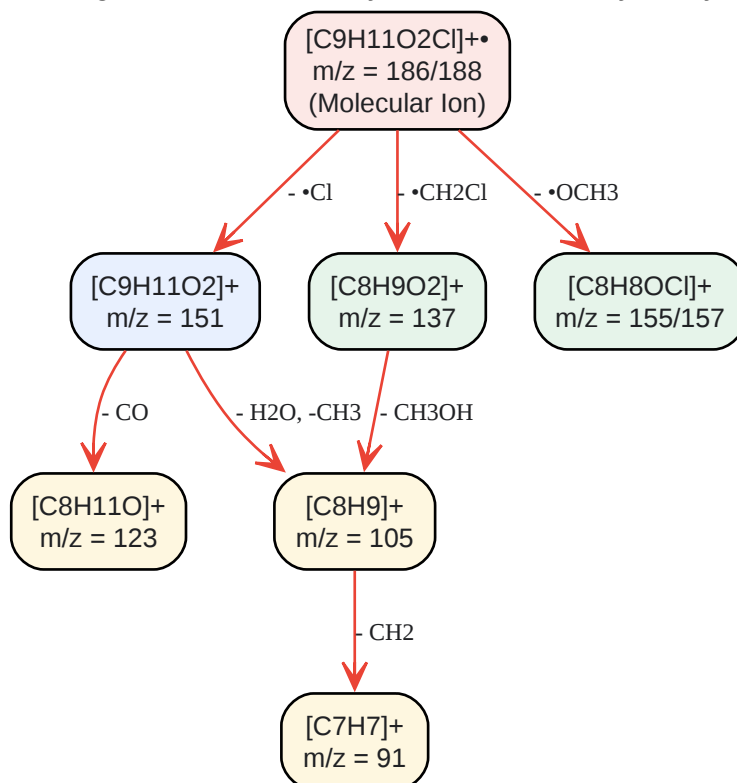 [C9H11O2Cl]+•
m/z = 186/188
(Molecular Ion)
- •Cl
- •CH2Cl
- •OCH3
[C9H11O2]+
m/z = 151
[C8H9O2]+
m/z = 137
[C8H8OCl]+
m/z = 155/157
- CO
- H2O, -CH3
- CH3OH
[C8H11O]+
m/z = 123
[C8H9]+
m/z = 105
- CH2
[C7H7]+
m/z = 91